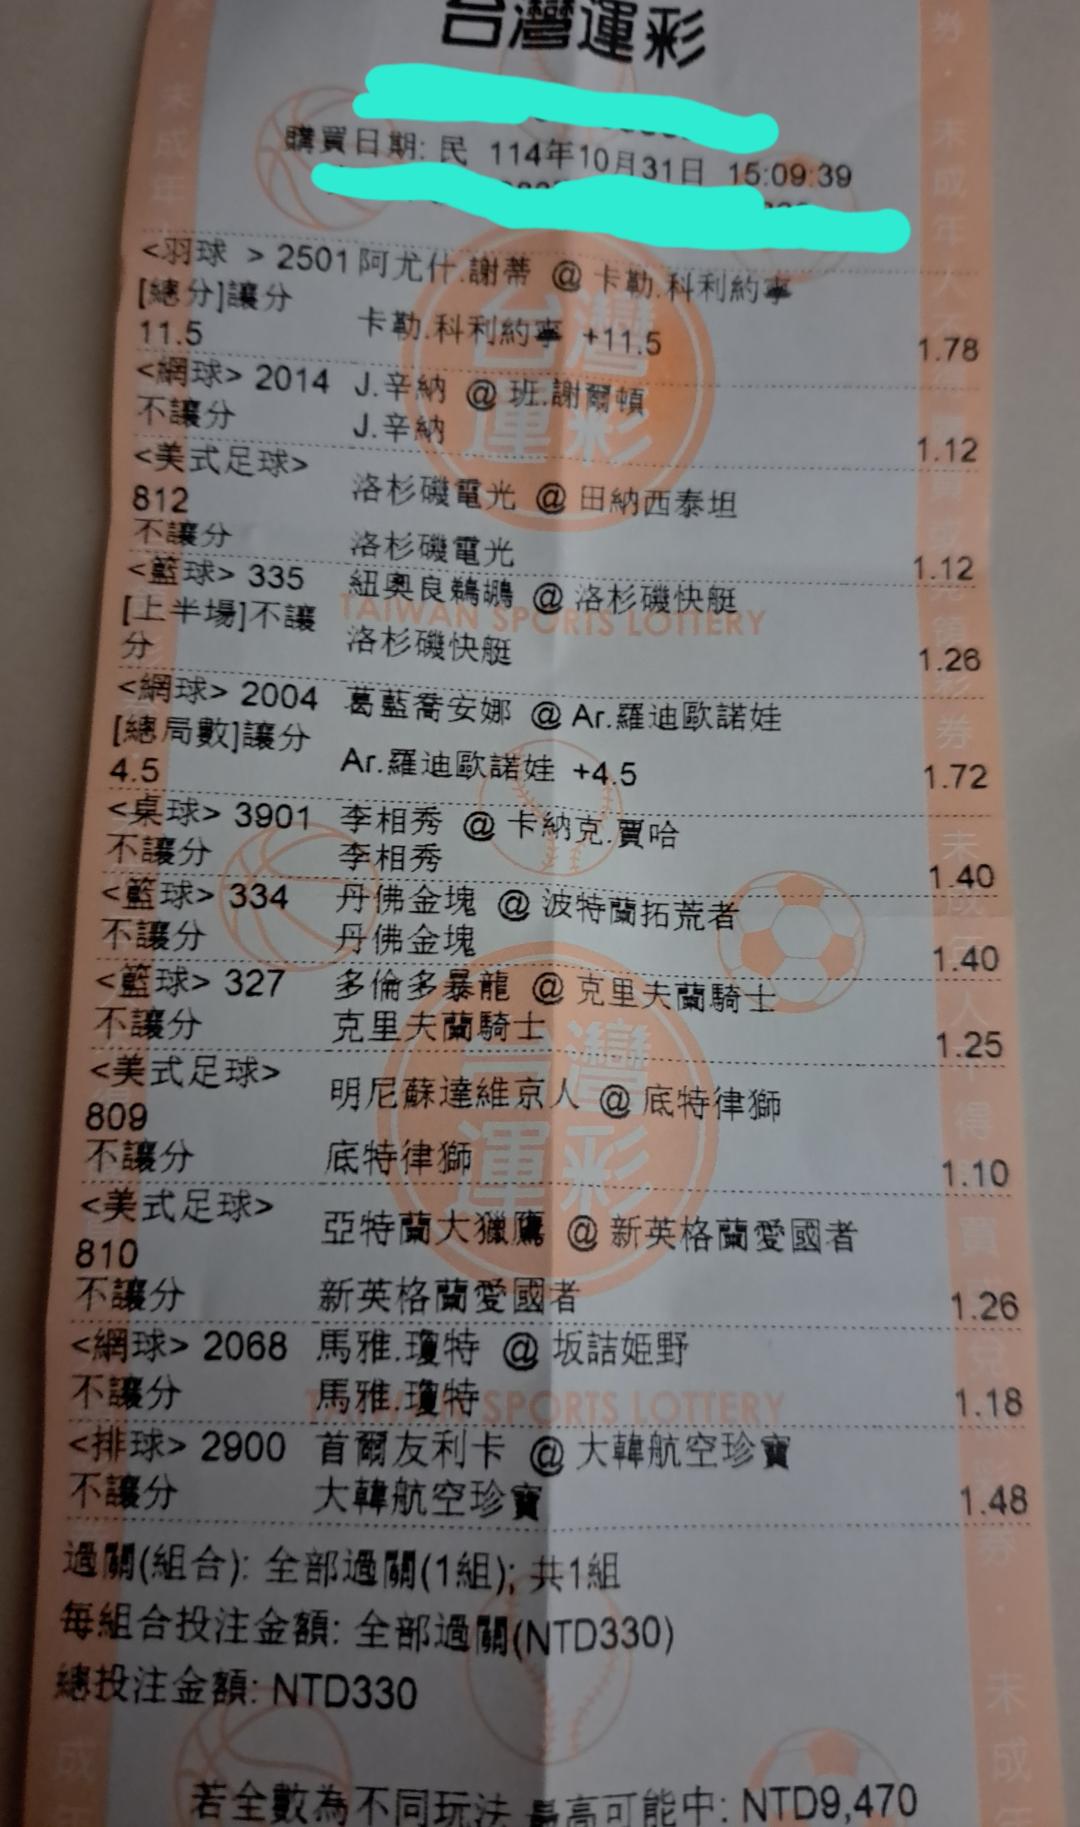 台灣運彩
購買日期: 民 114年10月31日 15:09:39
<羽球 > 2501 阿尤什.謝蒂 @ 卡勒.科利約寧
[總分]讓分
11.5 卡勒.科利約寧 +11.5 1.78
<網球> 2014 J.辛納 @ 班.謝爾頓
不讓分 J.辛納 1.12
<美式足球>
812 洛杉磯電光 @ 田納西泰坦
不讓分 洛杉磯電光 1.12
<籃球> 335 紐奧良鵜鶘 @ 洛杉磯快艇
[上半場]不讓
分 洛杉磯快艇 1.26
<網球> 2004 葛藍喬安娜 @ Ar.羅迪歐諾娃
[總局數]讓分
4.5 Ar.羅迪歐諾娃 +4.5 1.72
<桌球> 3901 李相秀 @ 卡納克.賈哈
不讓分 李相秀 1.40
<籃球> 334 丹佛金塊 @ 波特蘭拓荒者
不讓分 丹佛金塊 1.40
<籃球> 327 多倫多暴龍 @ 克里夫蘭騎士
不讓分 克里夫蘭騎士 1.25
<美式足球>
809 明尼蘇達維京人 @ 底特律獅
不讓分 底特律獅 1.10
<美式足球>
810 亞特蘭大獵鷹 @ 新英格蘭愛國者
不讓分 新英格蘭愛國者 1.26
<網球> 2068 馬雅.瓊特 @ 坂詰姫野
不讓分 馬雅.瓊特 1.18
<排球> 2900 首爾友利卡 @ 大韓航空珍寶
不讓分 大韓航空珍寶 1.48
過關(組合): 全部過關(1組); 共1組
每組合投注金額: 全部過關(NTD330)
總投注金額: NTD330
若全數為不同玩法 最高可能中: NTD9,470
台灣運彩
TAIWAN SPORTS LOTTERY
台灣運彩
TAIWAN SPORTS LOTTERY